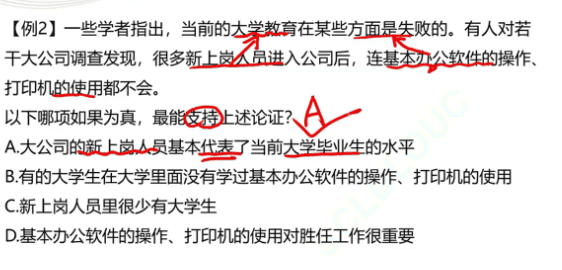 【例2】一些学者指出，当前的大学教育在某些方面是失败的。有人对若
干大公司调查发现，很多新上岗人员进入公司后，连基本办公软件的操作、
打印机的使用都不会。
以下哪项如果为真，最能支持上述论证？A
A.大公司的新上岗人员基本代表了当前大学毕业生的水平
B.有的大学生在大学里面没有学过基本办公软件的操作、打印机的使用
C.新上岗人员里很少有大学生
D.基本办公软件的操作、打印机的使用对胜任工作很重要